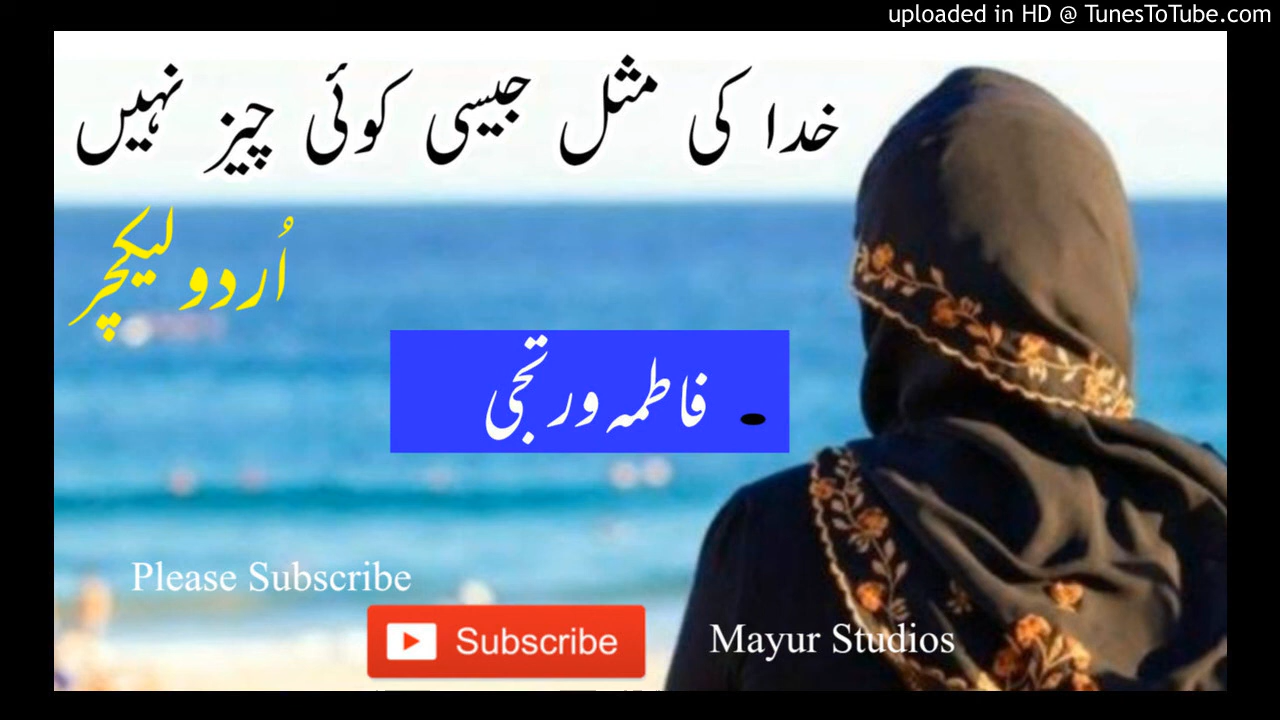 uploaded in HD @ TunesToTube.com
خدا کی مثل جیسی کوئی چیز نہیں
اُردو لیکچر
فاطمہ ورتجی
Please Subscribe
Subscribe
Mayur Studios